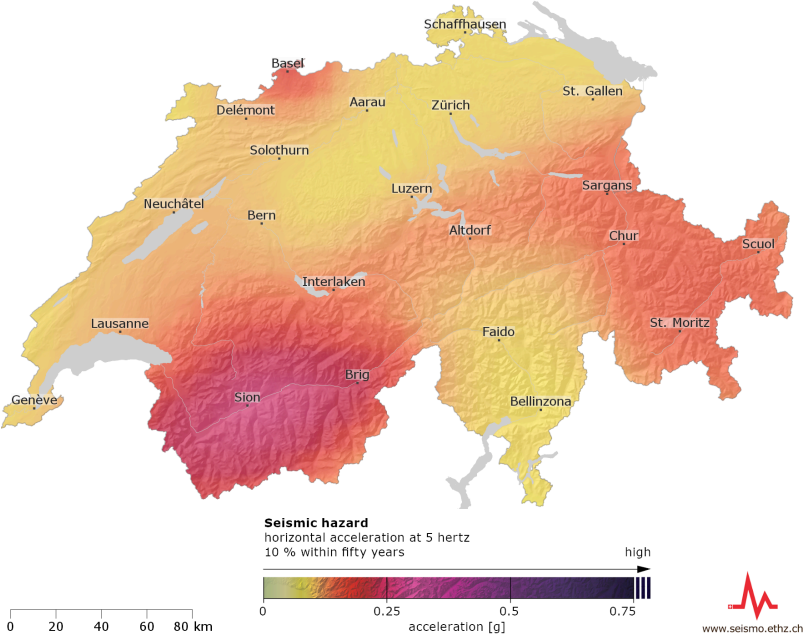 Schaffhausen
Basel
St. Gallen
Aarau
Zürich
Delémont
Solothurn
Sargans
Luzern
Neuchâtel
Bern
Altdorf
Chur
Scuol
Interlaken
Lausanne
St. Moritz
Faido
Brig
Sion
Genève
Bellinzona
Seismic hazard
horizontal acceleration at 5 hertz
10 % within fifty years
high
0
0.25
0.5
0.75
acceleration [g]
0
20
40
60
80 km
www.seismo.ethz.ch